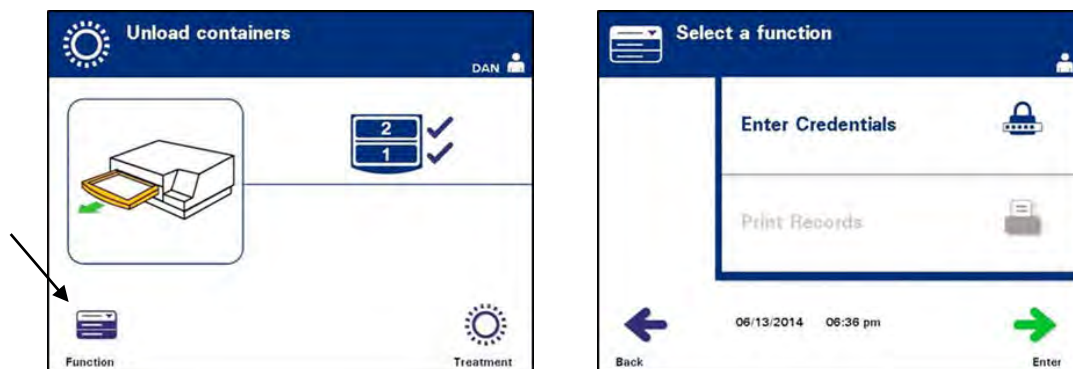 Unload containers
DAN
2
1
Function
Treatment
Select a function
Enter Credentials
Print Records
06/13/2014 06:36 pm
Back
Enter